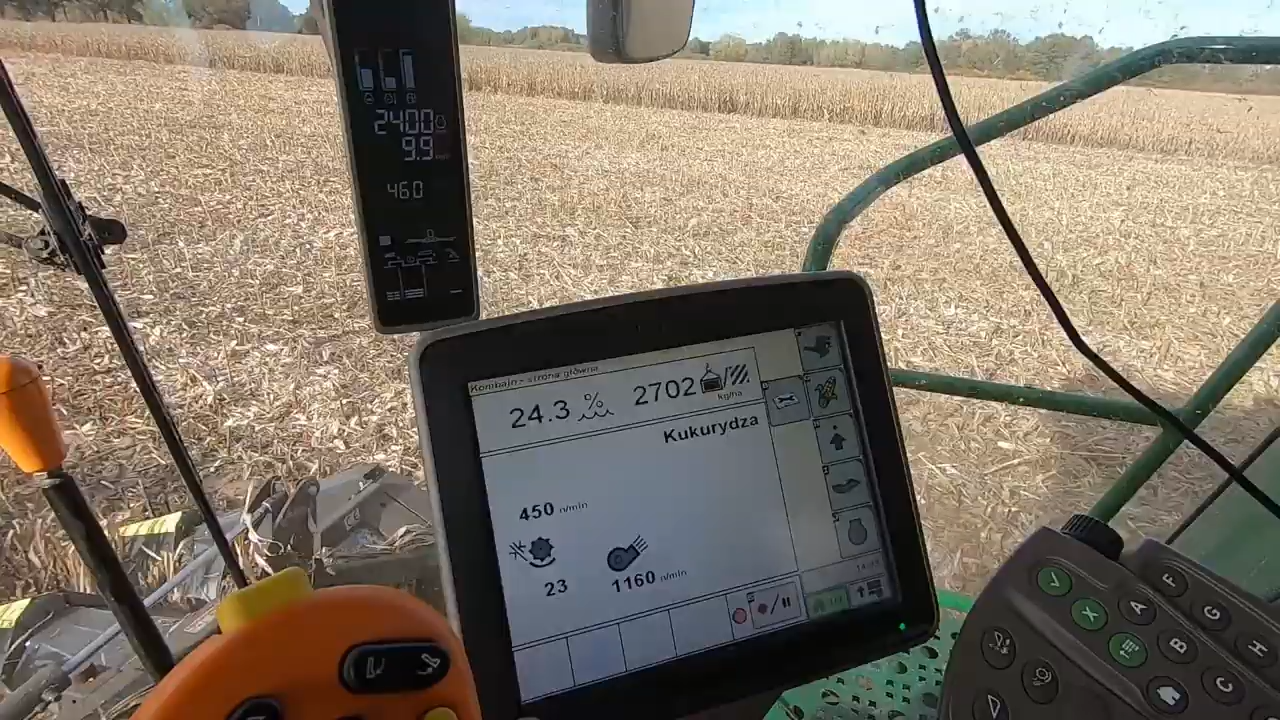 2400
9.9
460
Kombajn - strona główna
24.3 %
2702 kg/ha
Kukurydza
450 n/min
23
1160 n/min
F
A
G
X
B
H
C